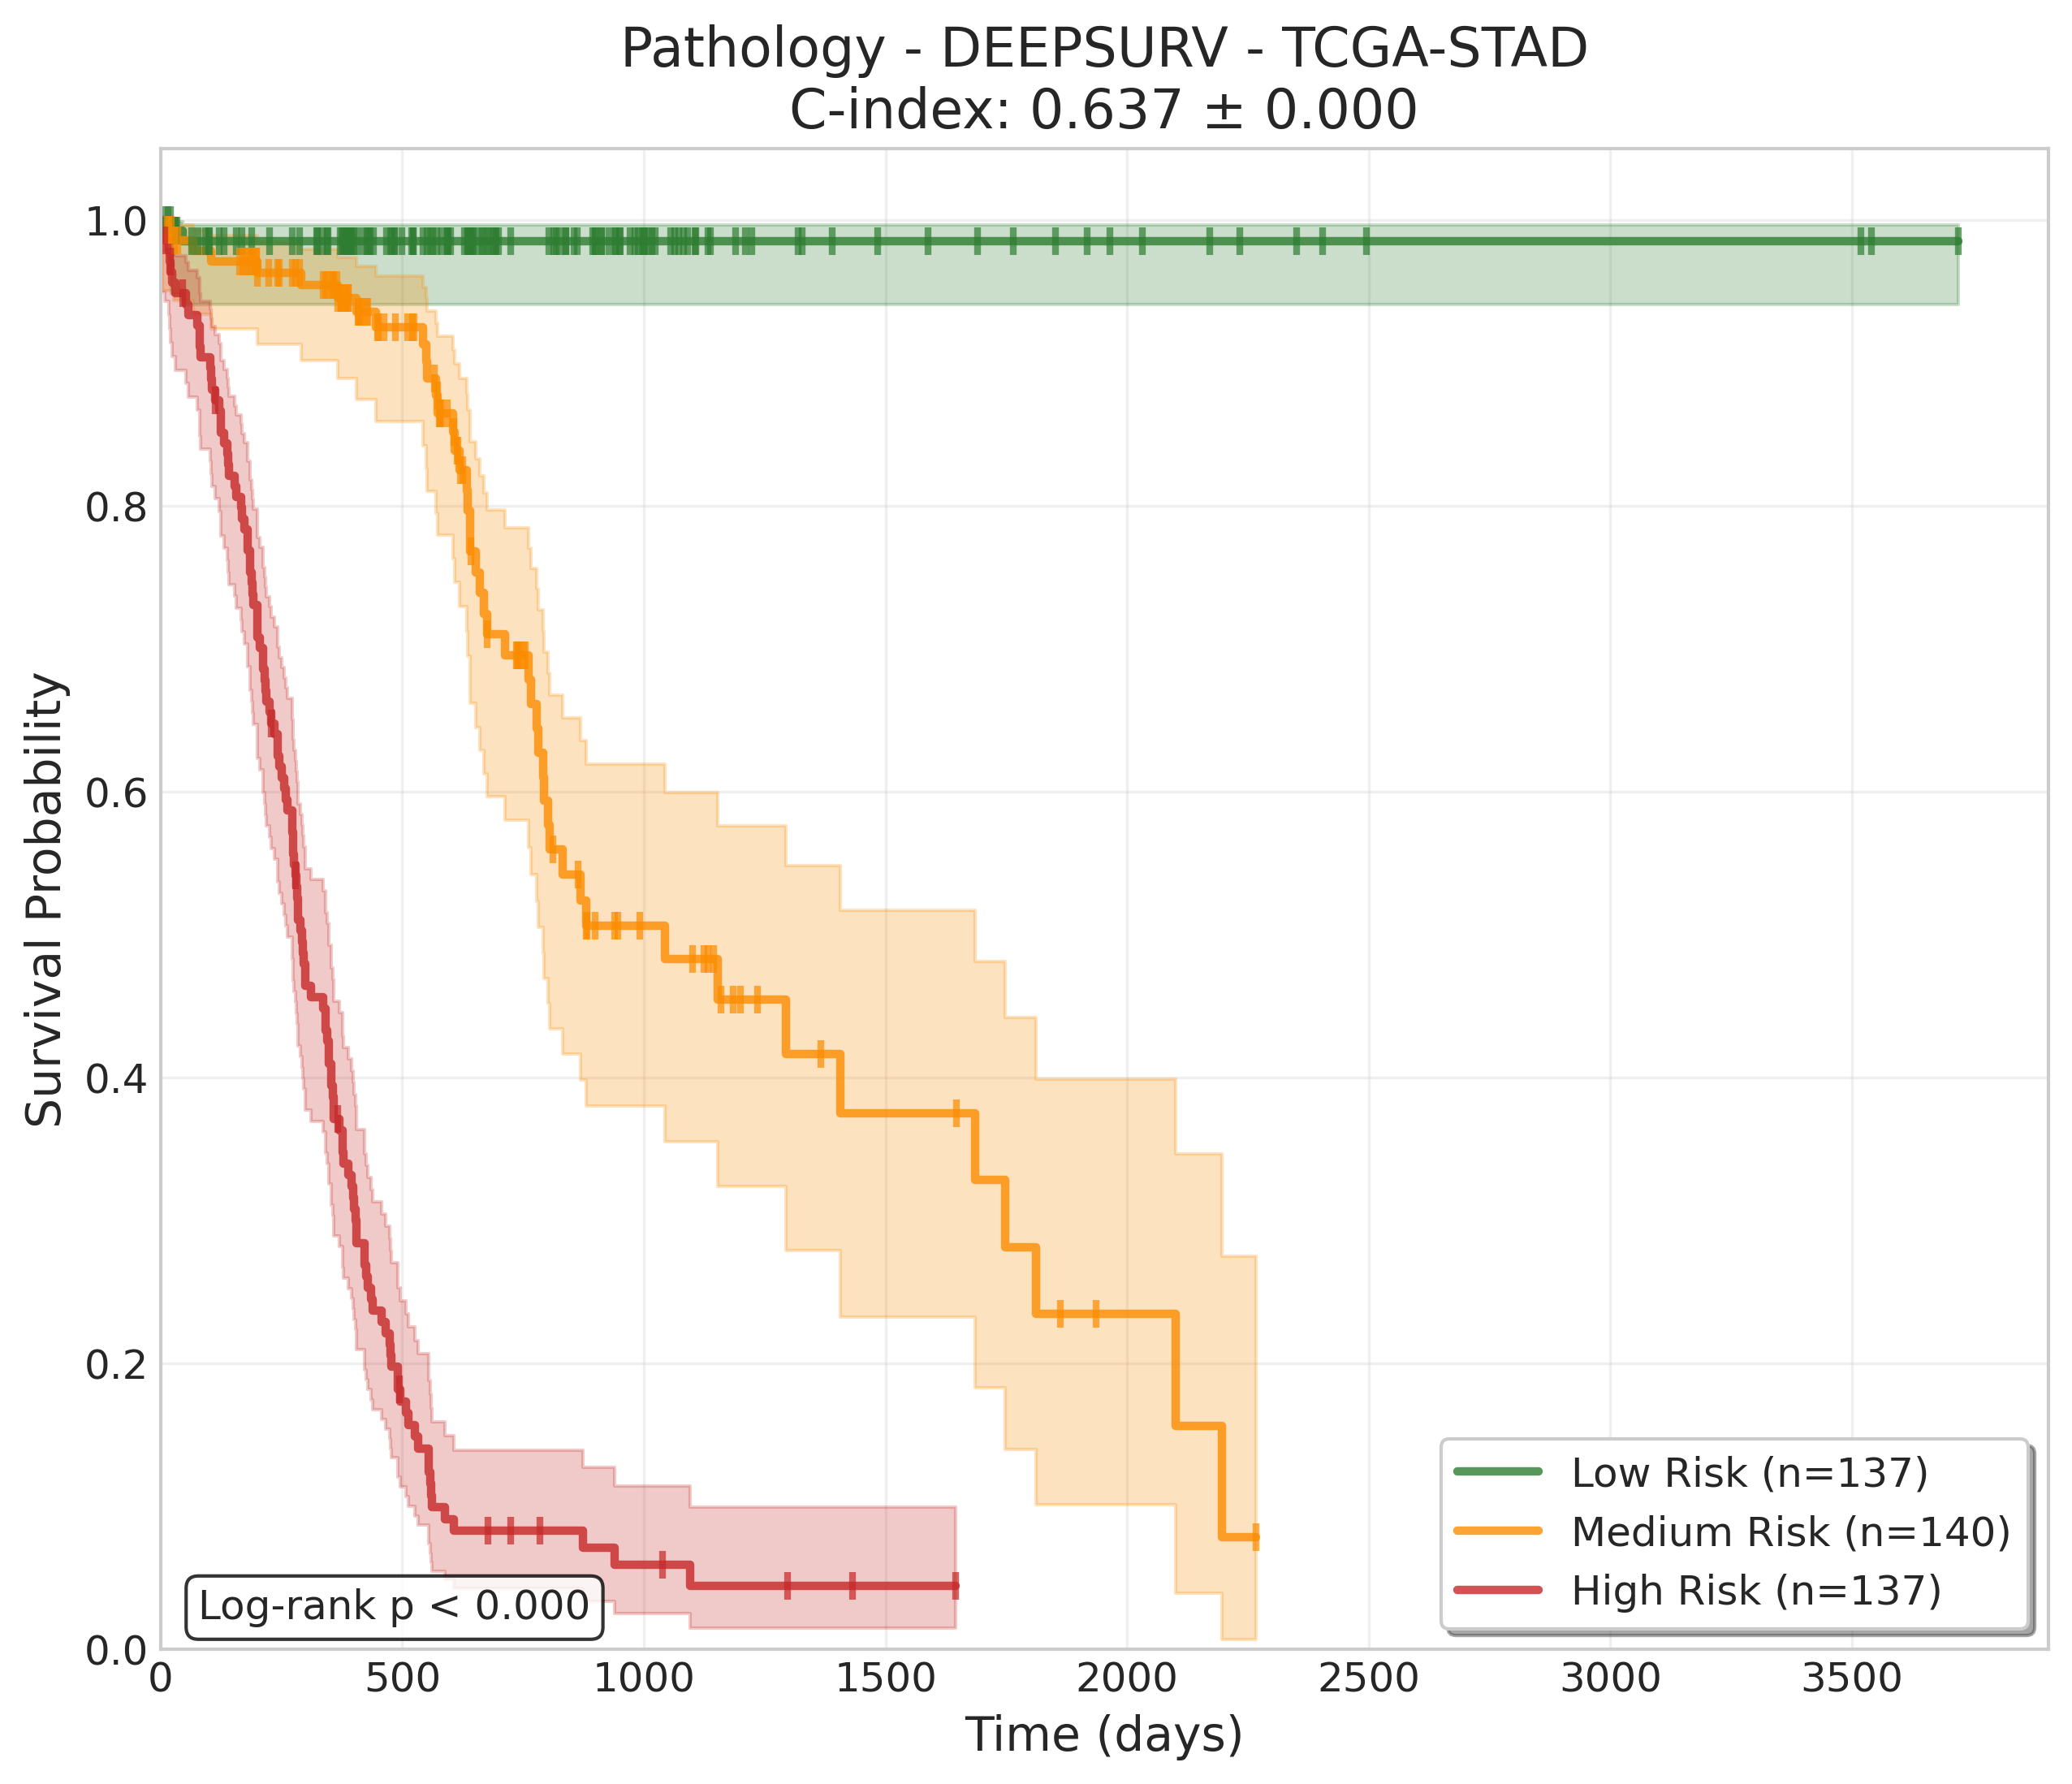 Pathology - DEEPSURV - TCGA-STAD
C-index: 0.637 ± 0.000
Survival Probability
1.0
0.8
0.6
0.4
0.2
0.0
Log-rank p < 0.000
Low Risk (n=137)
Medium Risk (n=140)
High Risk (n=137)
0 500 1000 1500 2000 2500 3000 3500
Time (days)